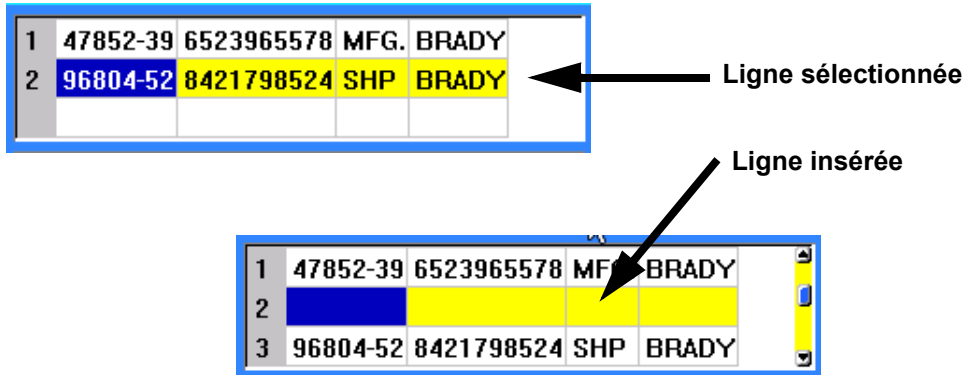 1 47852-39 6523965578 MFG. BRADY
2 96804-52 8421798524 SHP BRADY
Ligne sélectionnée
Ligne insérée
1 47852-39 6523965578 BRADY
2
3 96804-52 8421798524 SHP BRADY